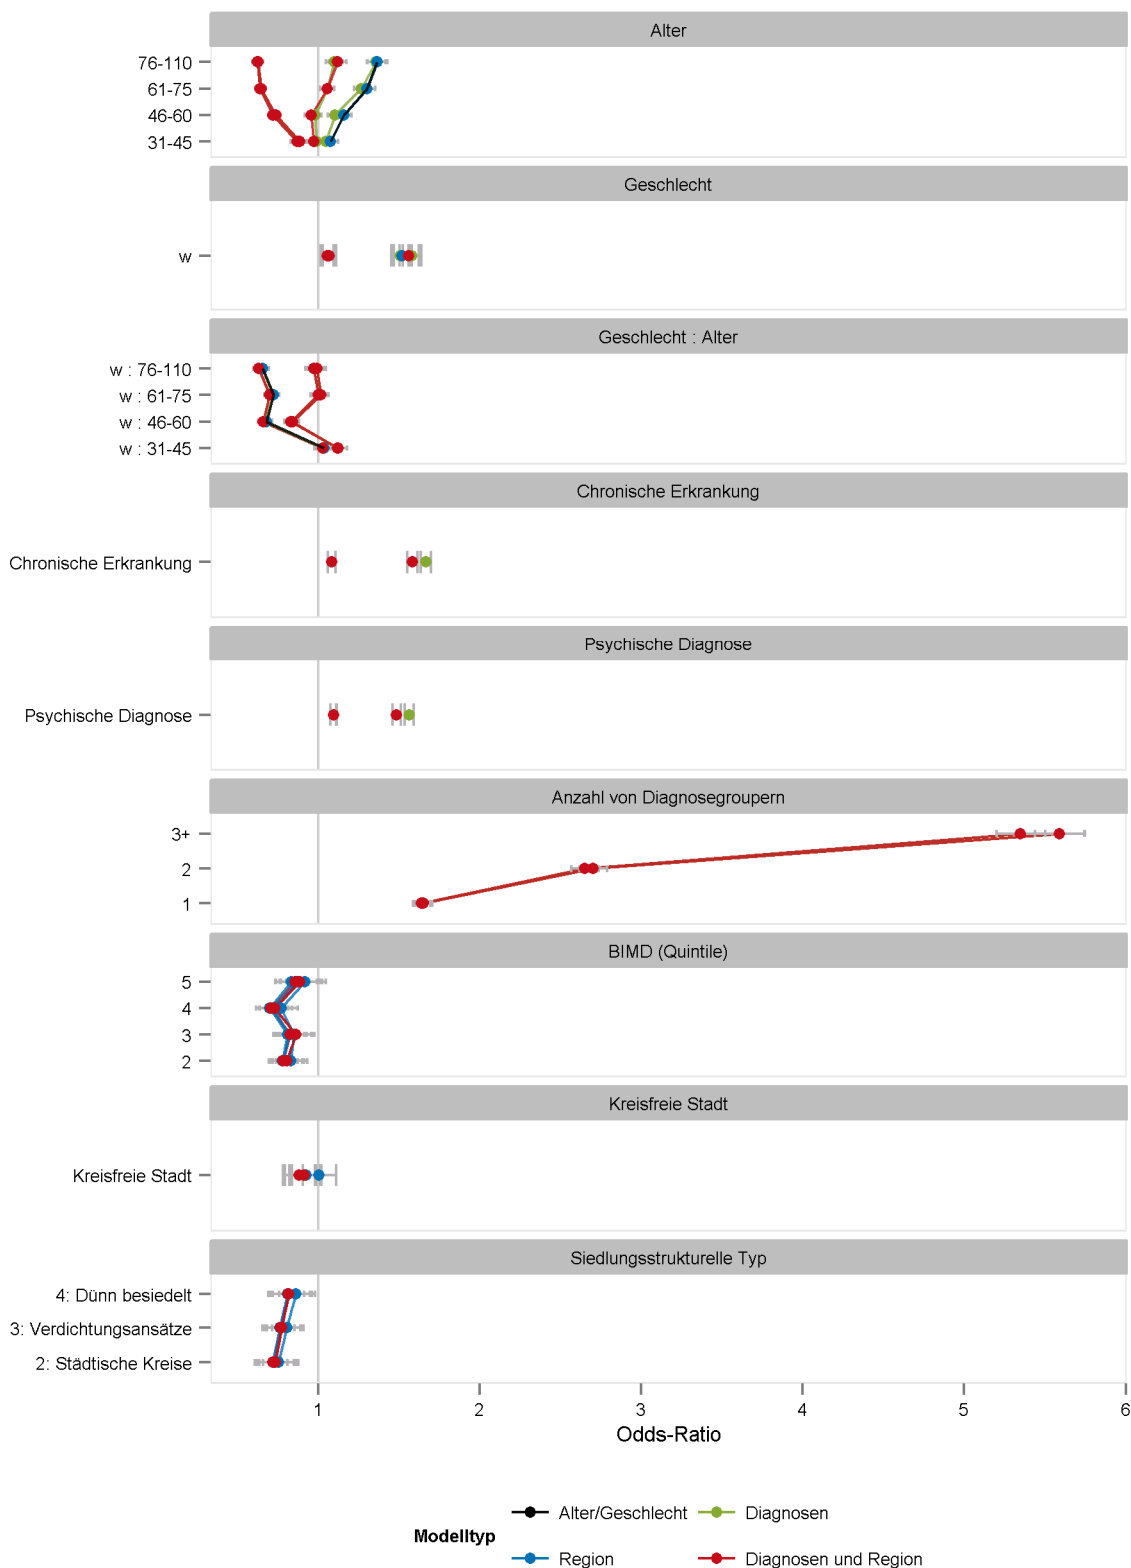 Alter
76-110
61-75
46-60
31-45
Geschlecht
w
Geschlecht : Alter
w : 76-110
w : 61-75
w : 46-60
w : 31-45
Chronische Erkrankung
Chronische Erkrankung
Psychische Diagnose
Psychische Diagnose
Anzahl von Diagnosegroupern
3+
2
1
BIMD (Quintile)
5
4
3
2
Kreisfreie Stadt
Kreisfreie Stadt
Siedlungsstrukturelle Typ
4: Dünn besiedelt
3: Verdichtungsansätze
2: Städtische Kreise
1 2 3 4 5 6
Odds-Ratio
Modelltyp
Alter/Geschlecht Diagnosen
Region Diagnosen und Region